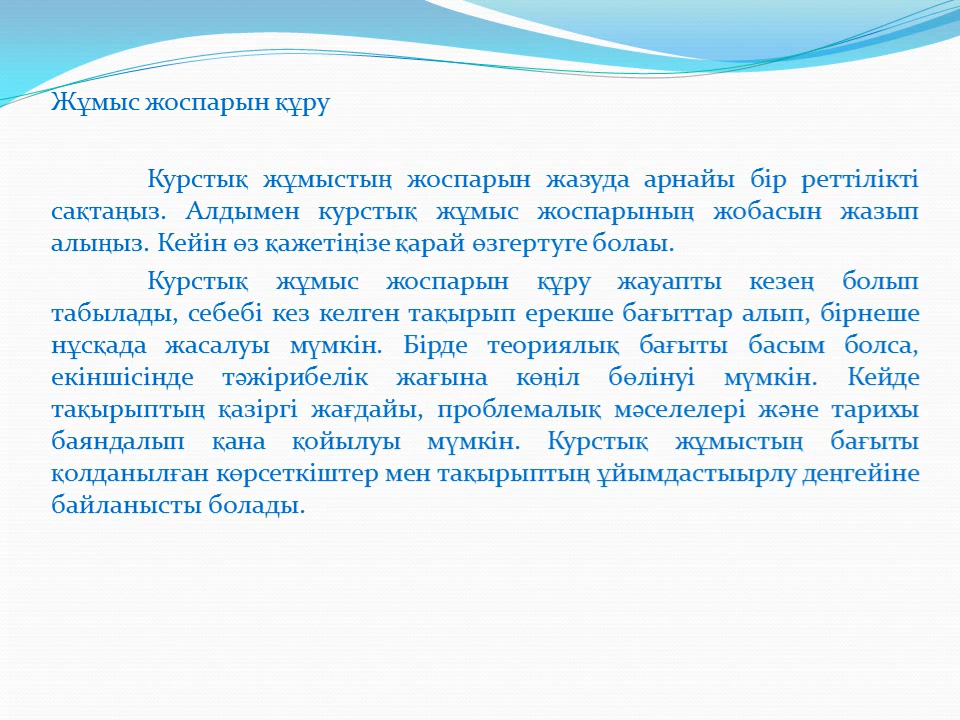 Жұмыс жоспарын құру
Курстық жұмыстың жоспарын жазуда арнайы бір реттілікті
сақтаңыз. Алдымен курстық жұмыс жоспарының жобасын жазып
алыңыз. Кейін өз қажетіңізе қарай өзгертуге болаы.
Курстық жұмыс жоспарын құру жауапты кезең болып
табылады, себебі кез келген тақырып ерекше бағыттар алып, бірнеше
нұсқада жасалуы мүмкін. Бірде теориялық бағыты басым болса,
екіншісінде тәжірибелік жағына көңіл бөлінуі мүмкін. Кейде
тақырыптың қазіргі жағдайы, проблемалық мәселелері және тарихы
баяндалып қана қойылуы мүмкін. Курстық жұмыстың бағыты
қолданылған көрсеткіштер мен тақырыптың ұйымдастыырлу деңгейіне
байланысты болады.